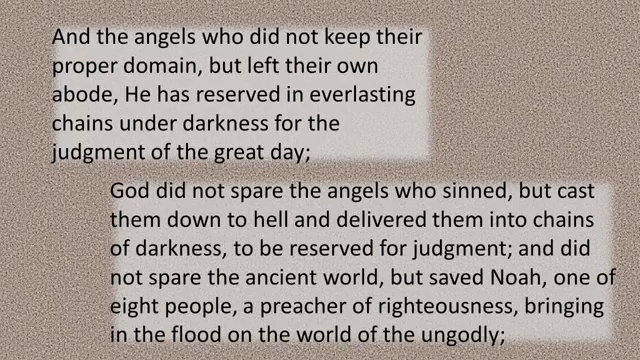 And the angels who did not keep their
proper domain, but left their own
abode, He has reserved in everlasting
chains under darkness for the
judgment of the great day;
God did not spare the angels who sinned, but cast
them down to hell and delivered them into chains
of darkness, to be reserved for judgment; and did
not spare the ancient world, but saved Noah, one of
eight people, a preacher of righteousness, bringing
in the flood on the world of the ungodly;